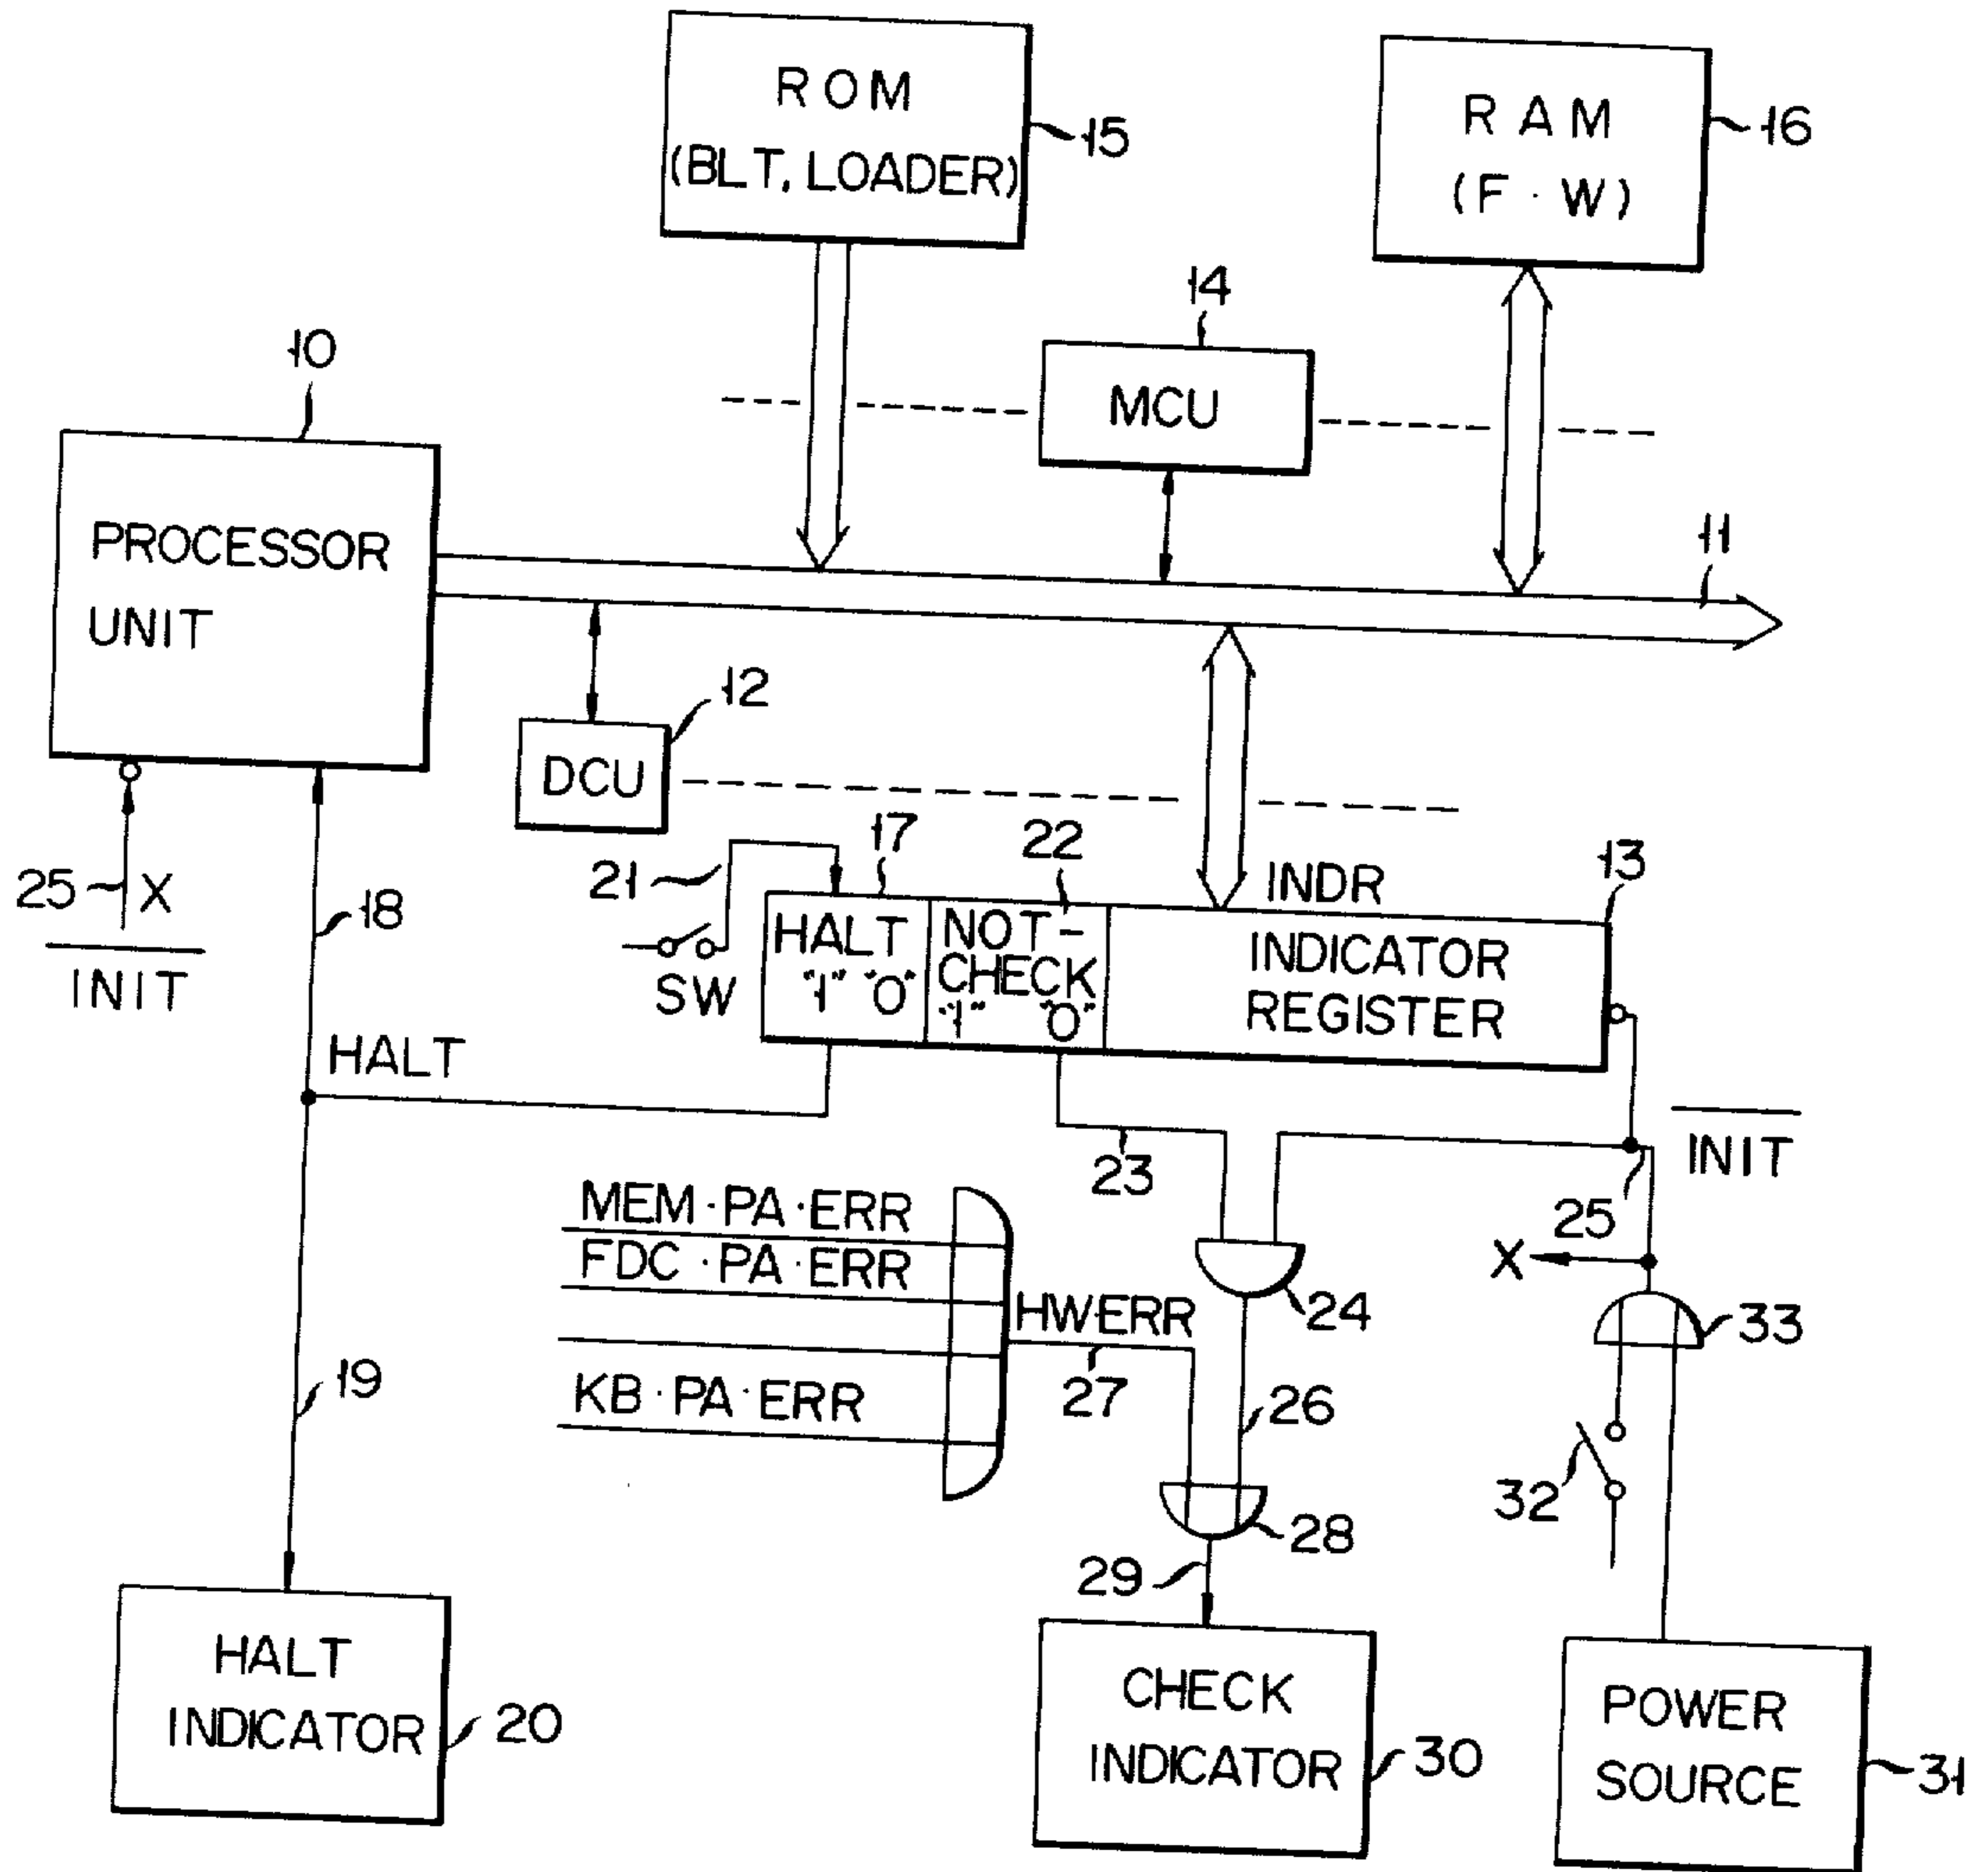 ROM
(BLT, LOADER)
15
RAM
(F · W)
16
14
MCU
10
PROCESSOR
UNIT
11
12
DCU
25
X
INIT
18
21
SW
17
22
INDR
13
HALT
"1" "0"
NOT-
CHECK
"1" "0"
INDICATOR
REGISTER
HALT
23
INIT
25
X
MEM·PA·ERR
FDC·PA·ERR
KB·PA·ERR
HWERR
27
24
26
33
32
19
28
29
HALT
INDICATOR
20
CHECK
INDICATOR
30
POWER
SOURCE
31